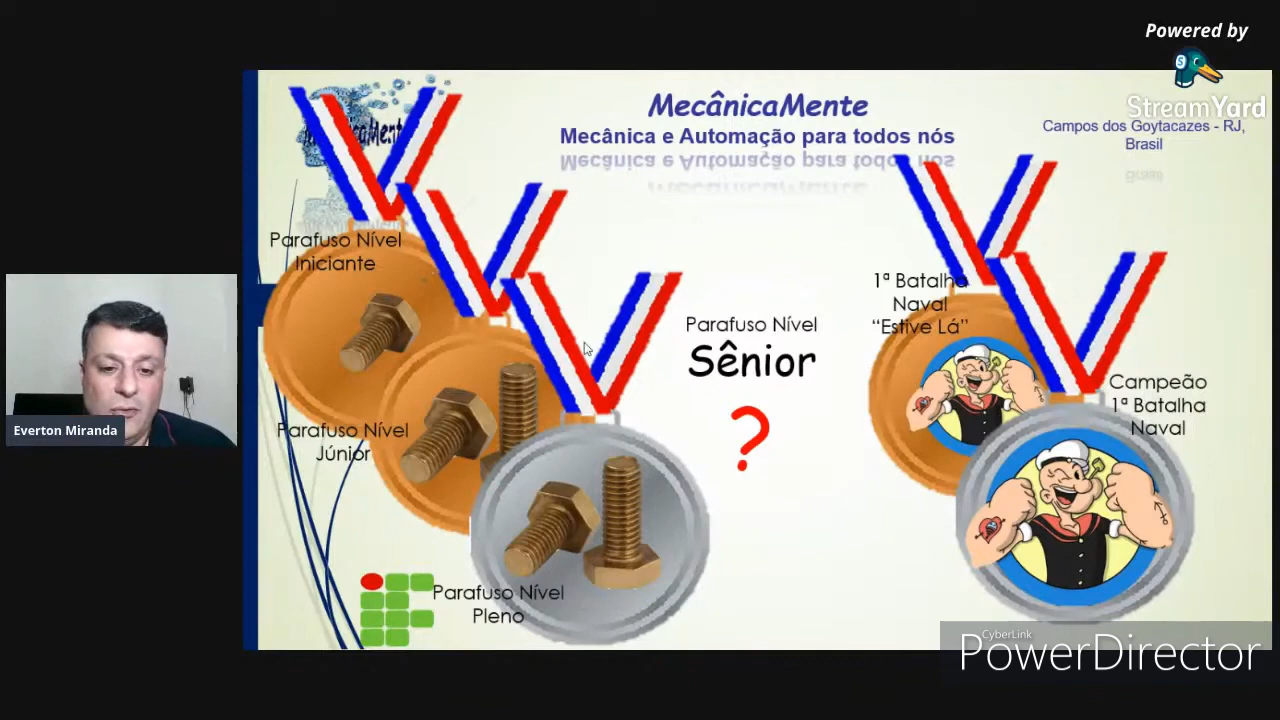 Powered by
StreamYard
MecânicaMente
Mecânica e Automação para todos nós
Campos dos Goytacazes - RJ,
Brasil
Parafuso Nível
Iniciante
Parafuso Nível
Júnior
Parafuso Nível
Pleno
Parafuso Nível
Sênior
?
1ª Batalha
Naval
“Estive Lá”
Campeão
1ª Batalha
Naval
Everton Miranda
CyberLink
PowerDirector